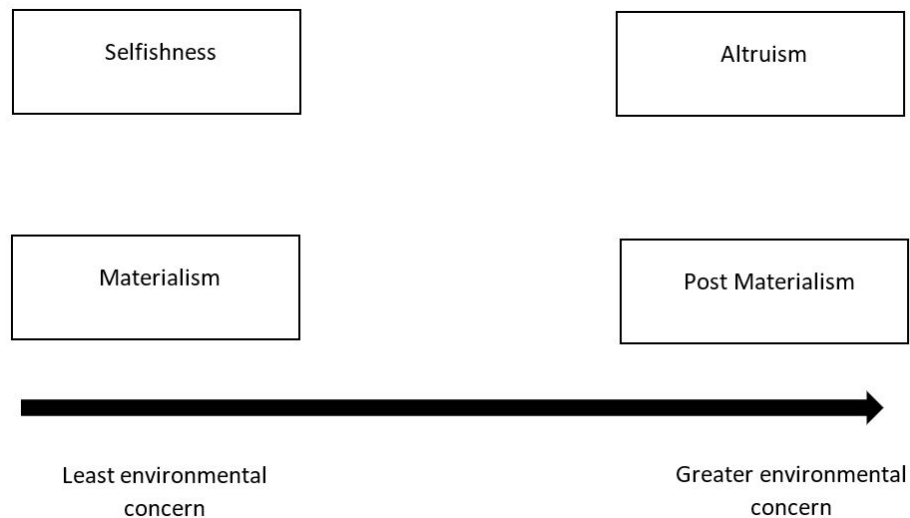 Selfishness
Altruism
Materialism
Post Materialism
Least environmental
concern
Greater environmental
concern